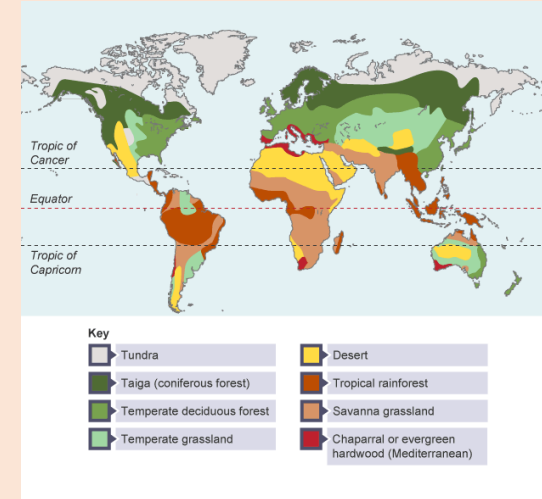 Tropic of
Cancer
Equator
Tropic of
Capricorn
Key
Tundra
Taiga (coniferous forest)
Temperate deciduous forest
Temperate grassland
Desert
Tropical rainforest
Savanna grassland
Chaparral or evergreen
hardwood (Mediterranean)